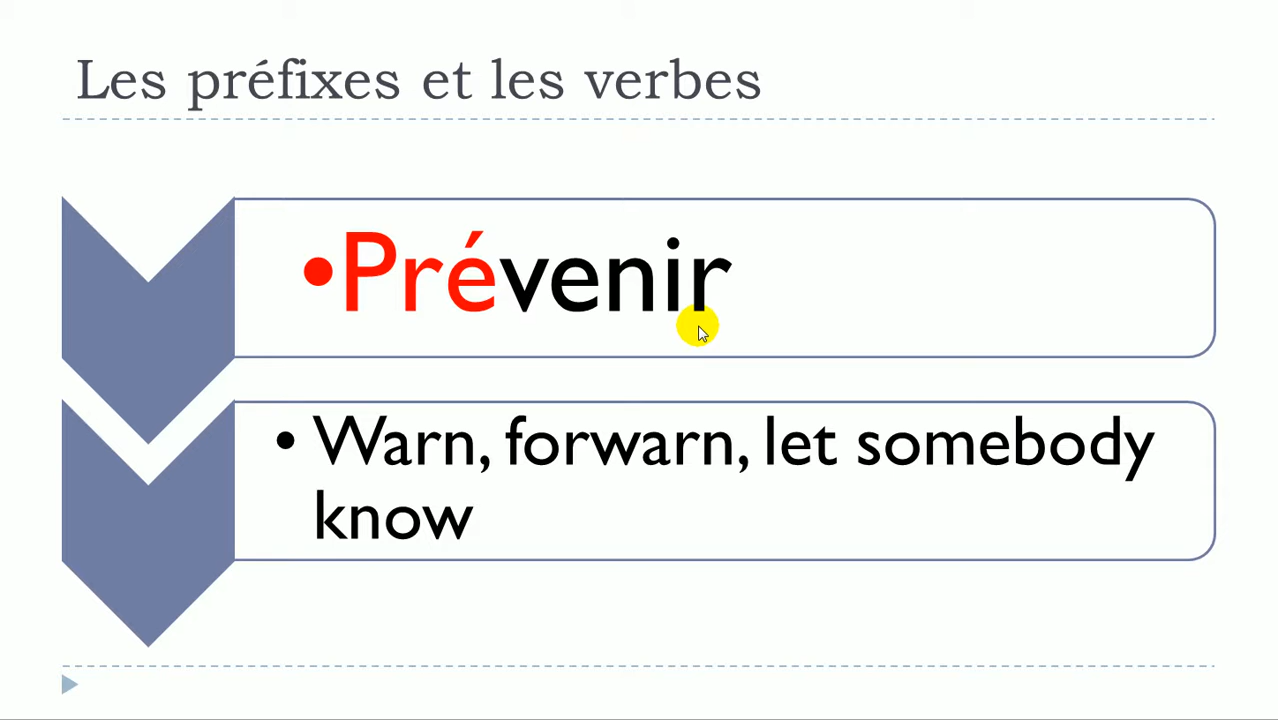 Les préfixes et les verbes
•Prévenir
• Warn, forwarn, let somebody
know